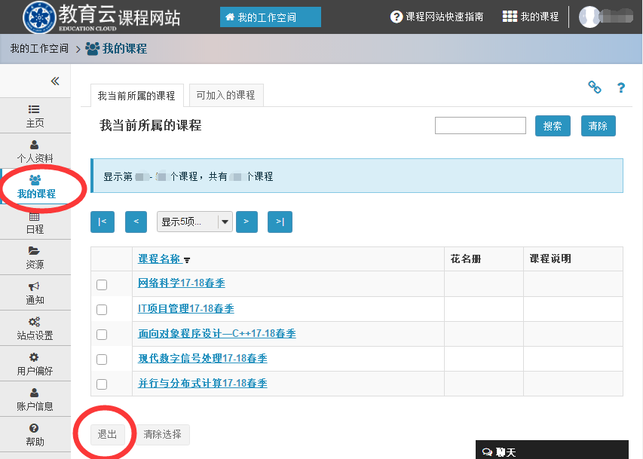 教育云 课程网站
EDUCATION CLOUD
我的工作空间
课程网站快速指南
我的课程
我的工作空间 > 我的课程
«
主页
个人资料
我的课程
日程
资源
通知
站点设置
用户偏好
账户信息
帮助
我当前所属的课程 可加入的课程
我当前所属的课程
搜索 清除
显示第 - 个课程，共有 个课程
|< < 显示5项... > >|
课程名称 花名册 课程说明
网络科学17-18春季
IT项目管理17-18春季
面向对象程序设计—C++17-18春季
现代数字信号处理17-18春季
并行与分布式计算17-18春季
退出 清除选择
聊天